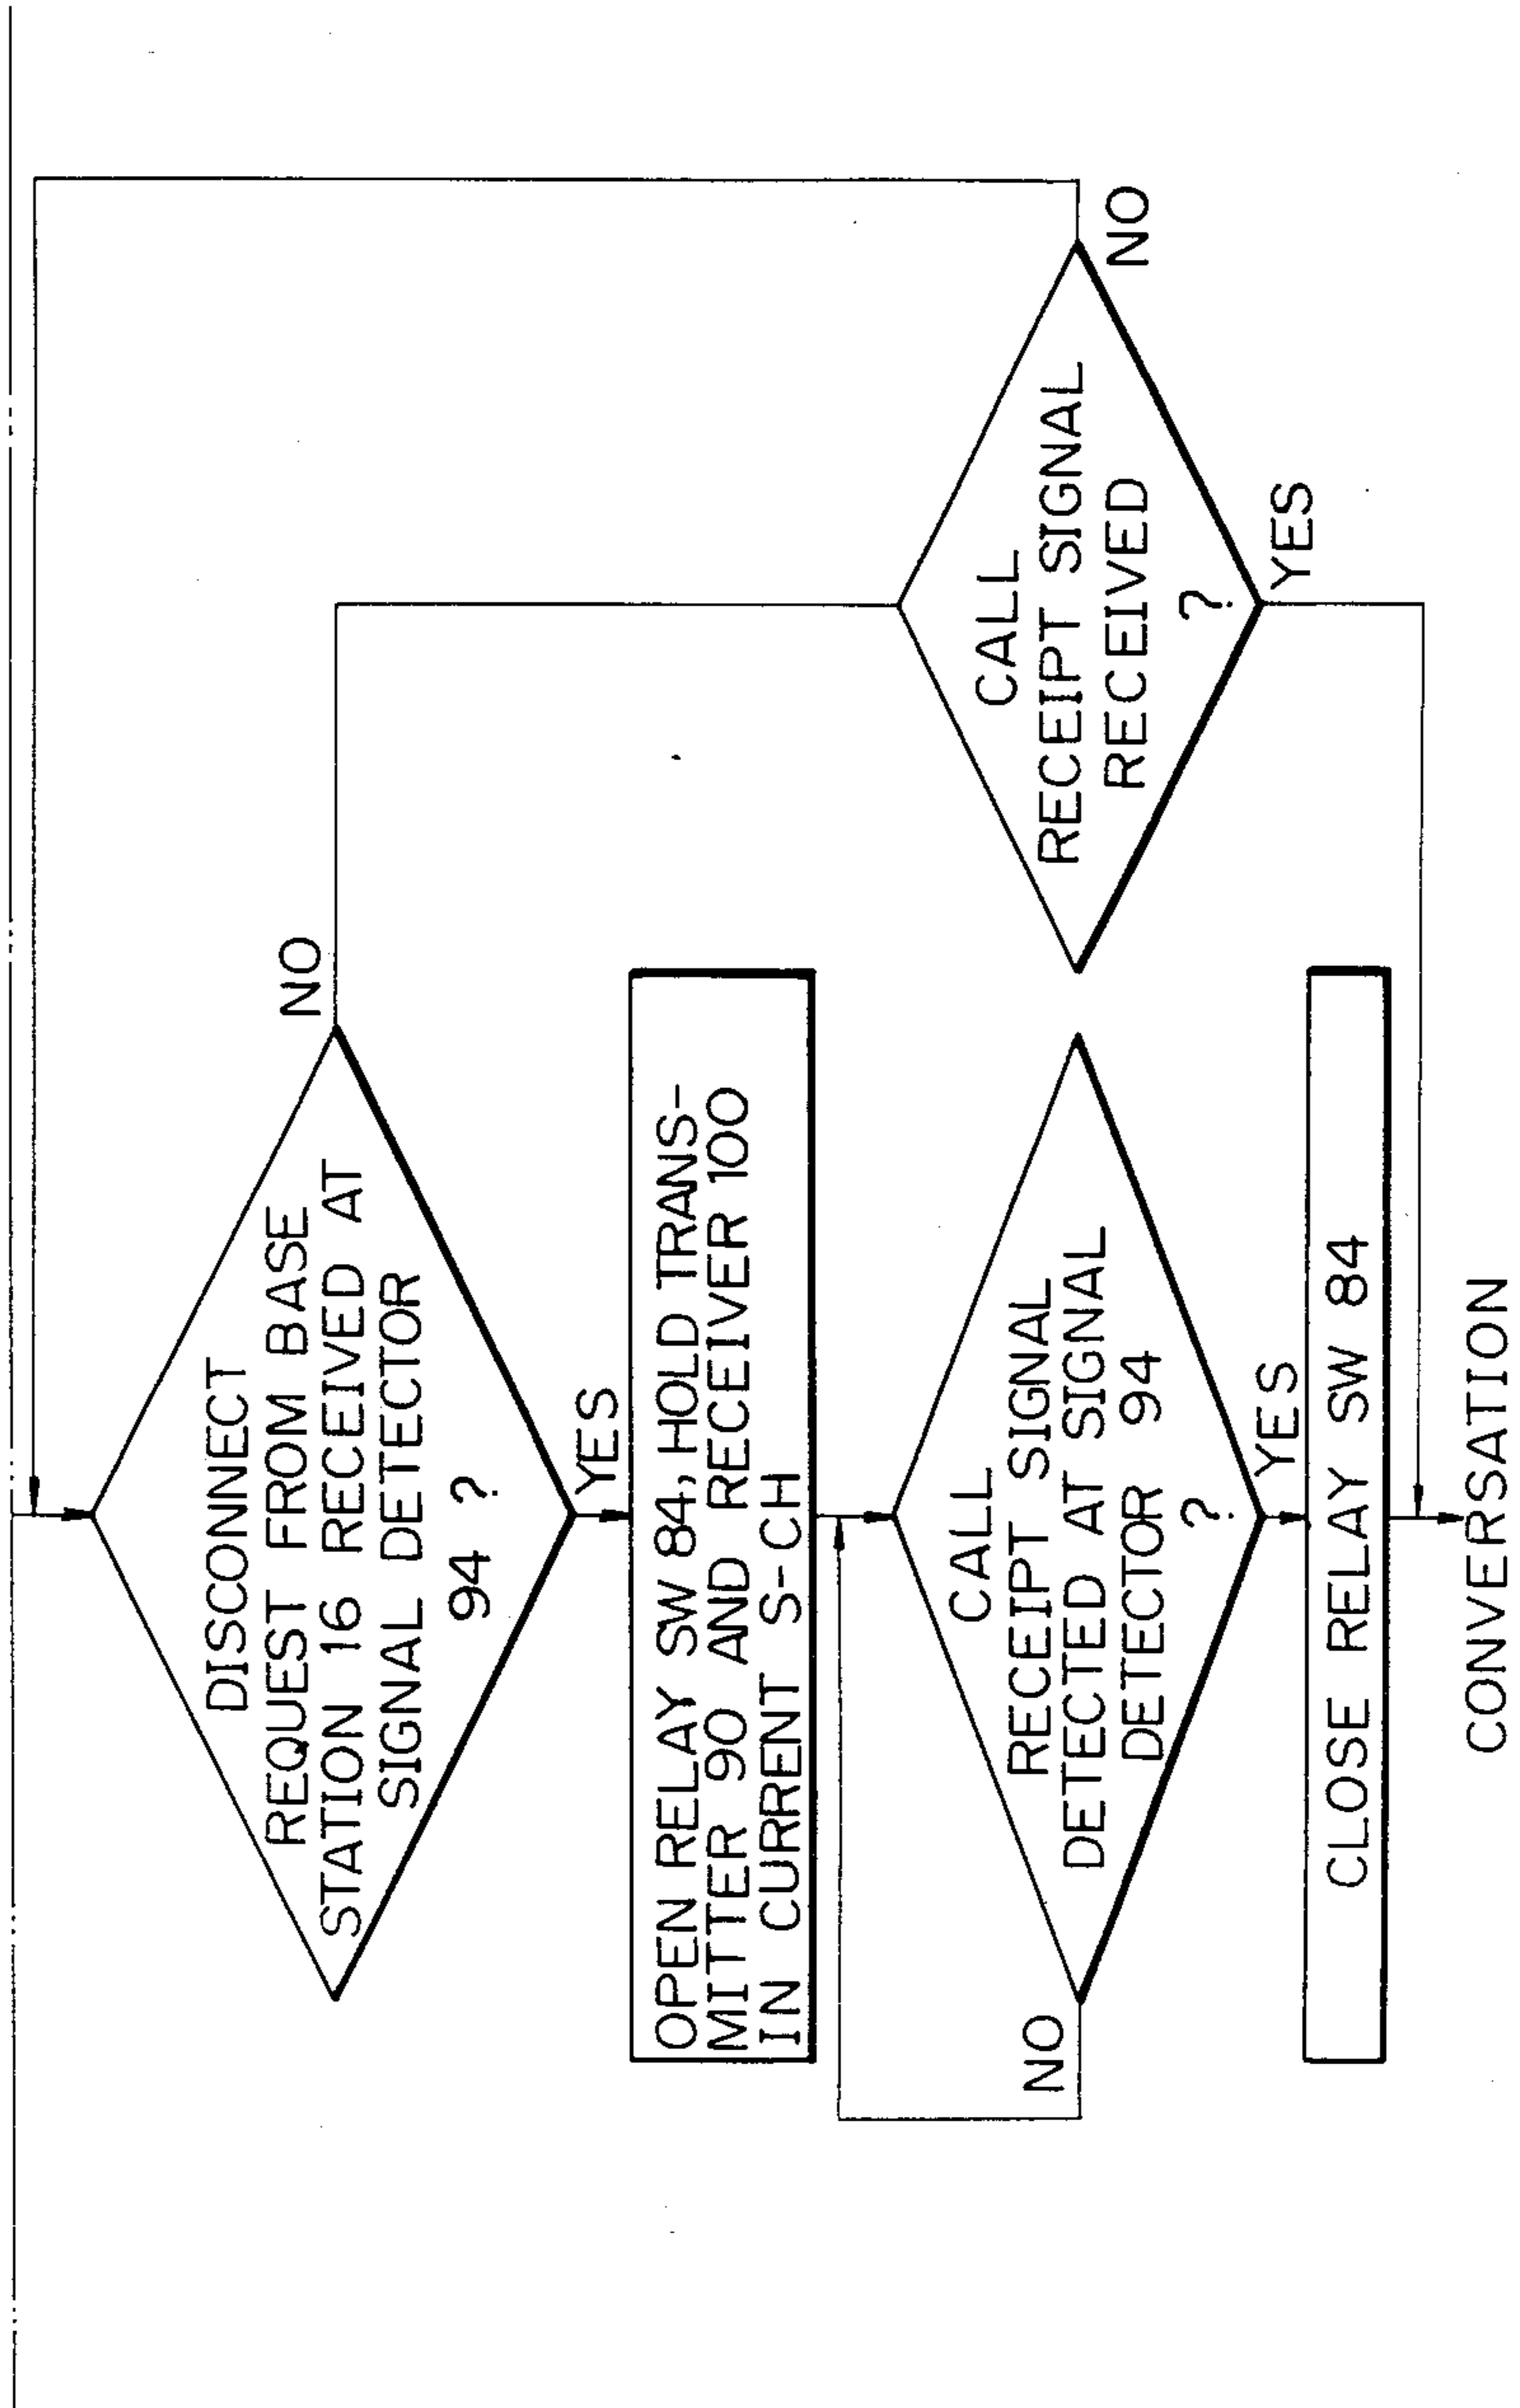 DISCONNECT
REQUEST FROM BASE
STATION 16 RECEIVED AT
SIGNAL DETECTOR
94 ?
NO
YES
OPEN RELAY SW 84, HOLD TRANS-
MITTER 90 AND RECEIVER 100
IN CURRENT S-CH
CALL
RECEIPT SIGNAL
DETECTED AT SIGNAL
DETECTOR 94
?
NO
YES
CALL
RECEIPT SIGNAL
RECEIVED
?
NO
YES
CLOSE RELAY SW 84
CONVERSATION